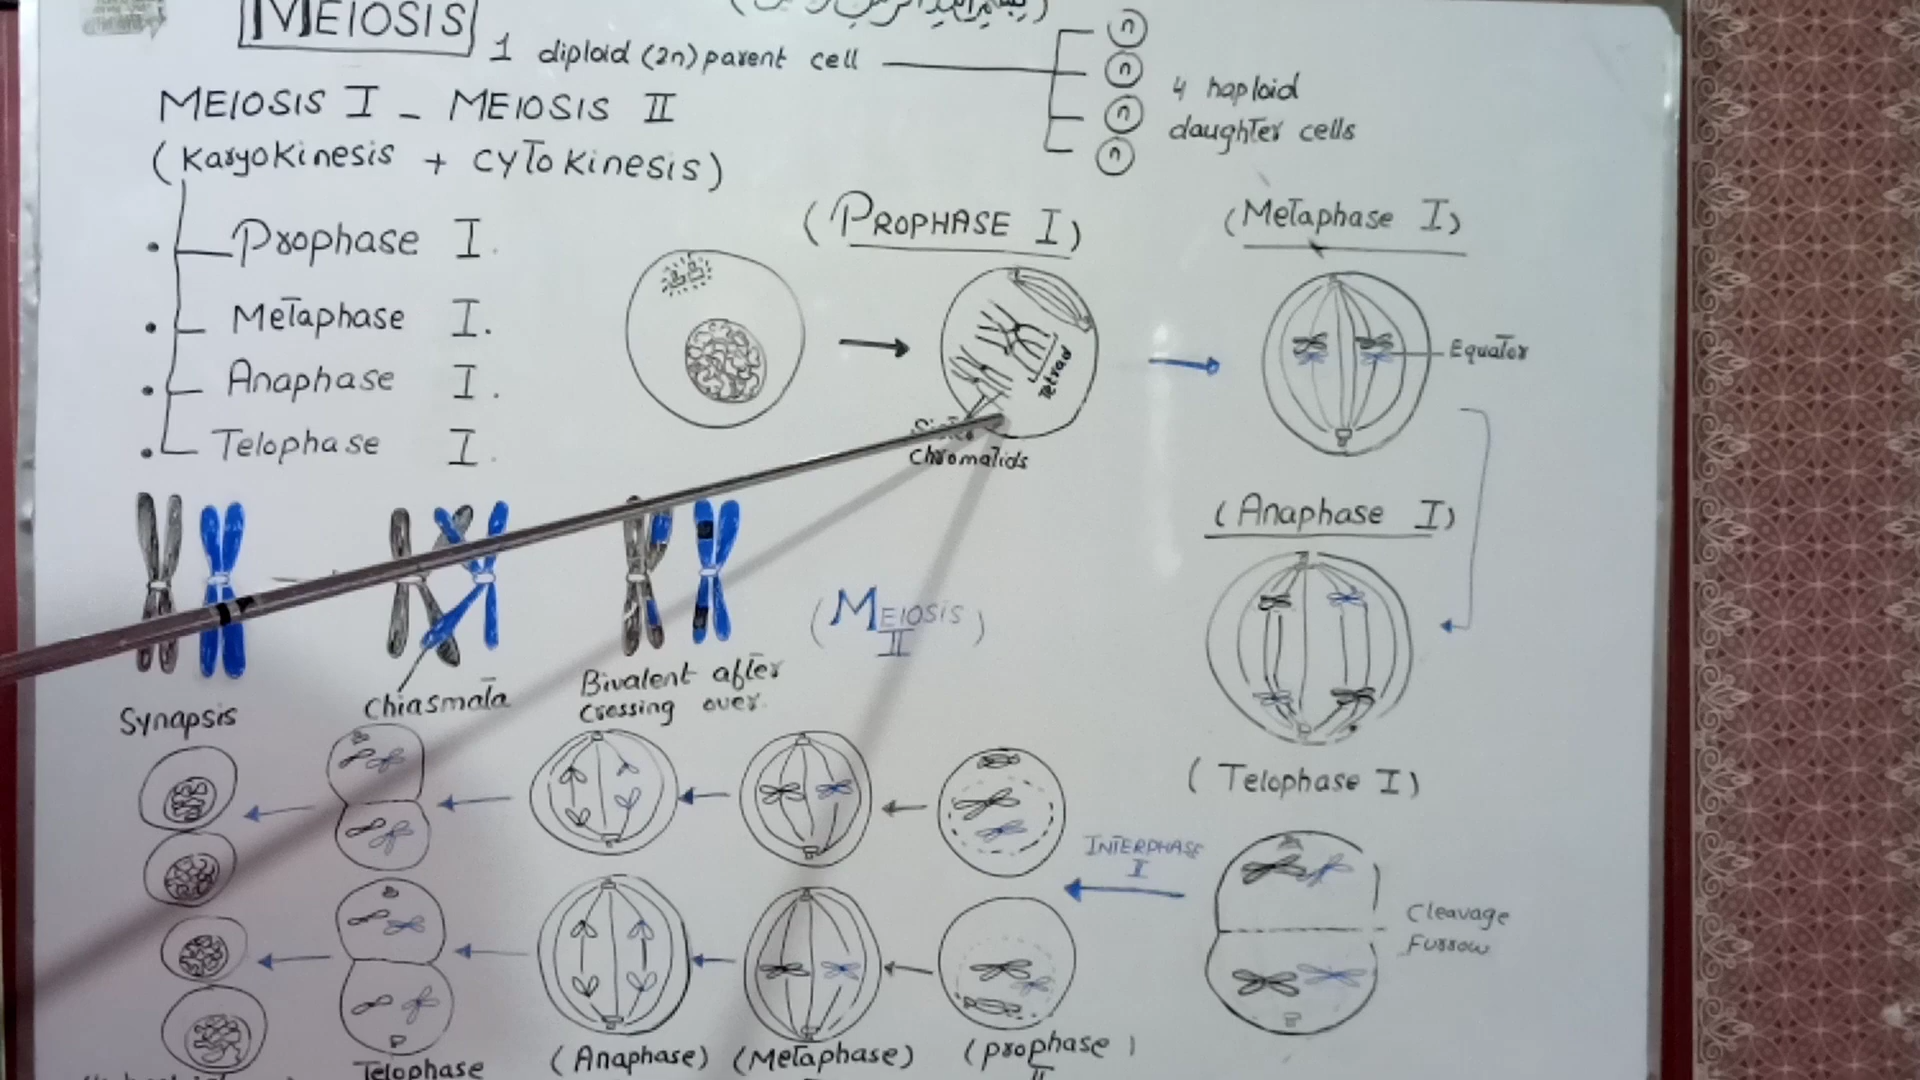 MEIOSIS
1 diploid (2n) parent cell
n
n
n
n
4 haploid
daughter cells
MEIOSIS I - MEIOSIS II
(Karyokinesis + cytokinesis)
. Prophase I.
. Metaphase I.
. Anaphase I.
. Telophase I.
(PROPHASE I)
Tetrad
chromatids
(Metaphase I)
Equator
(Anaphase I)
(Telophase I)
Cleavage
Furrow
INTERPHASE
I
Synapsis
chiasmata
Bivalent after
crossing over.
(MEIOSIS)
II
Telophase
(Anaphase)
(Metaphase)
(prophase)
II